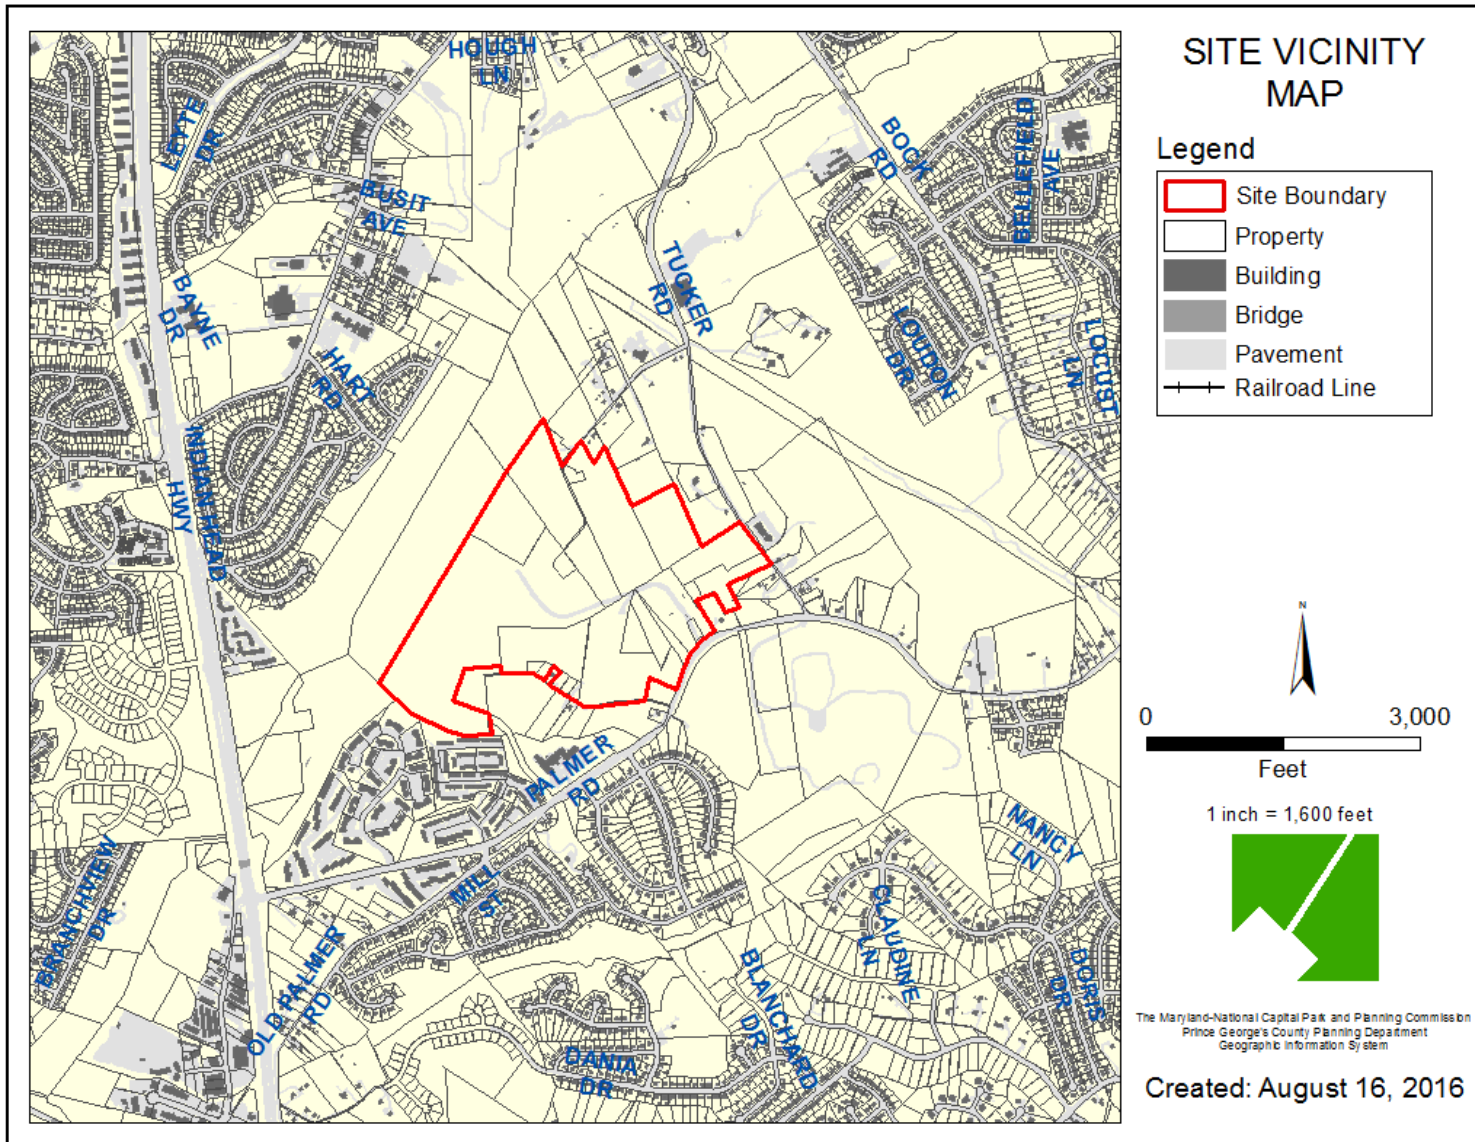 SITE VICINITY
MAP
Legend
Site Boundary
Property
Building
Bridge
Pavement
Railroad Line
N
0 3,000
Feet
1 inch = 1,600 feet
The Maryland-National Capital Park and Planning Commission
Prince George's County Planning Department
Geographic Information System
Created: August 16, 2016
HOUGH
LN
LEYTE
DR
BUSIT
AVE
BOCK
RD
BELLEFIELD
AVE
TUCKER
RD
BAYNE
DR
HART
RD
LOUDON
DR
LOCUST
LN
INDIAN HEAD
HWY
PALMER
RD
MILL
ST
NANCY
LN
CLAUDINE
LN
BRANCHVIEW
DR
OLD PALMER
RD
BLANCHARD
DR
DORIS
DR
DANIA
DR